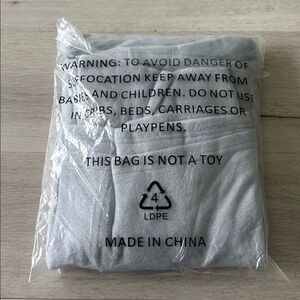 WARNING: TO AVOID DANGER OF
SUFFOCATION KEEP AWAY FROM
BABIES AND CHILDREN. DO NOT USE
IN CRIBS, BEDS, CARRIAGES OR
PLAYPENS.
THIS BAG IS NOT A TOY
4
LDPE
MADE IN CHINA